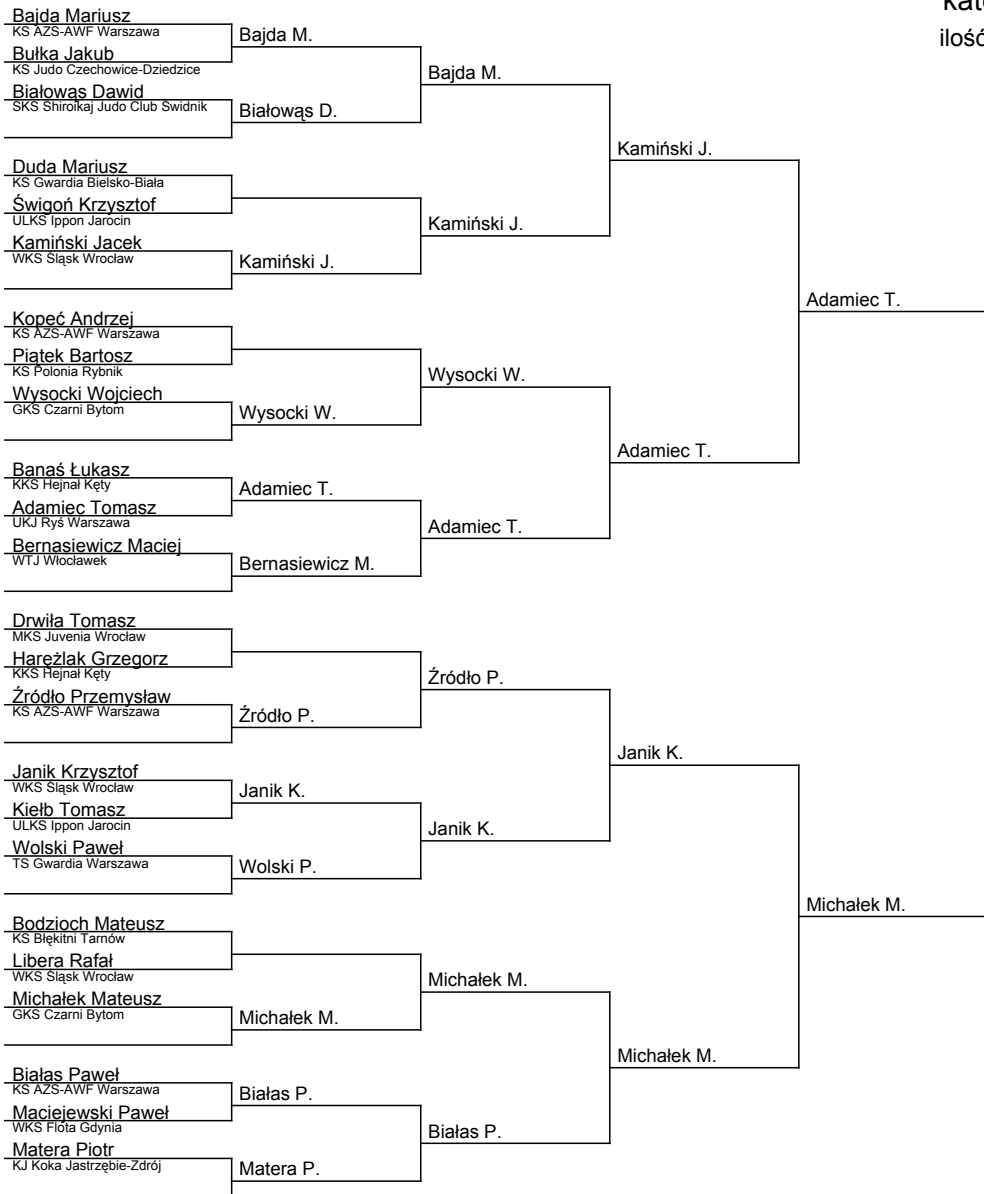 kate
ilość
Bajda Mariusz
KS AZS-AWF Warszawa
Bułka Jakub
KS Judo Czechowice-Dziedzice
Białowąs Dawid
SKS Shiroikaj Judo Club Świdnik
Duda Mariusz
KS Gwardia Bielsko-Biała
Świgoń Krzysztof
ULKS Ippon Jarocin
Kamiński Jacek
WKS Śląsk Wrocław
Kopeć Andrzej
KS AZS-AWF Warszawa
Piątek Bartosz
KS Polonia Rybnik
Wysocki Wojciech
GKS Czarni Bytom
Banaś Łukasz
KKS Hejnał Kęty
Adamiec Tomasz
UKJ Ryś Warszawa
Bernasiewicz Maciej
WTJ Włocławek
Drwiła Tomasz
MKS Juvenia Wrocław
Harężlak Grzegorz
KKS Hejnał Kęty
Źródło Przemysław
KS AZS-AWF Warszawa
Janik Krzysztof
WKS Śląsk Wrocław
Kiełb Tomasz
ULKS Ippon Jarocin
Wolski Paweł
TS Gwardia Warszawa
Bodzioch Mateusz
KS Błękitni Tarnów
Libera Rafał
WKS Śląsk Wrocław
Michałek Mateusz
GKS Czarni Bytom
Białas Paweł
KS AZS-AWF Warszawa
Maciejewski Paweł
WKS Flota Gdynia
Matera Piotr
KJ Koka Jastrzębie-Zdrój
Bajda M.
Białowąs D.
Kamiński J.
Wysocki W.
Adamiec T.
Bernasiewicz M.
Źródło P.
Janik K.
Wolski P.
Michałek M.
Białas P.
Matera P.
Bajda M.
Kamiński J.
Wysocki W.
Adamiec T.
Źródło P.
Janik K.
Michałek M.
Białas P.
Kamiński J.
Adamiec T.
Janik K.
Michałek M.
Adamiec T.
Michałek M.